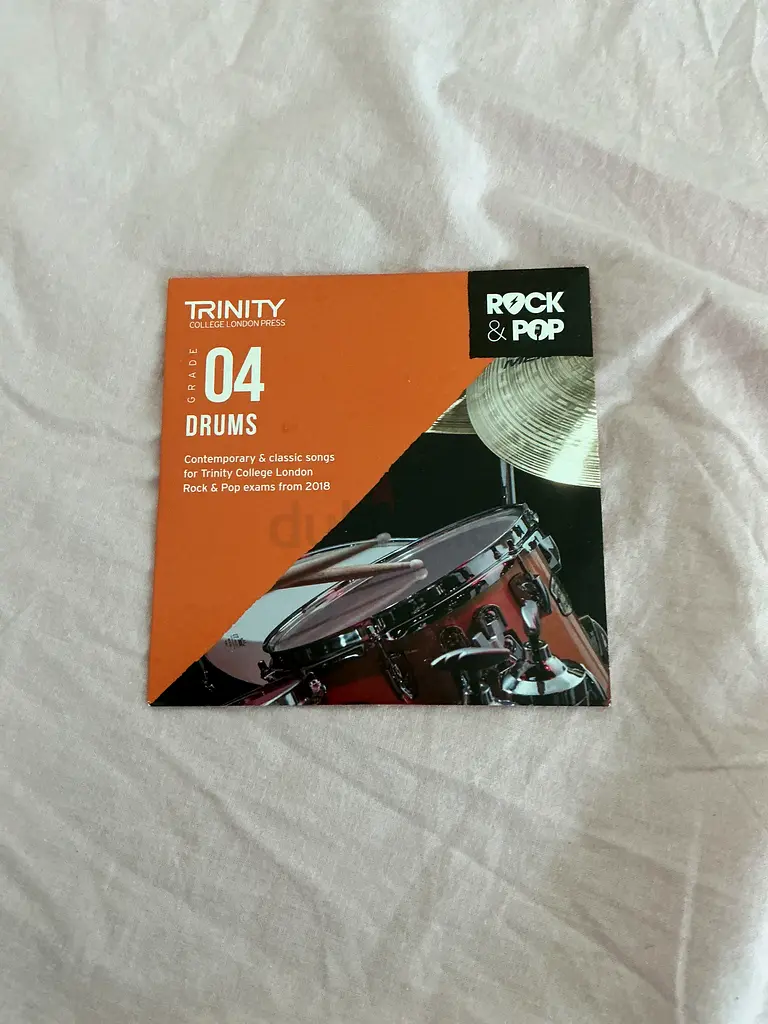 TRINITY
COLLEGE LONDON PRESS
GRADE
04
DRUMS
Contemporary & classic songs
for Trinity College London
Rock & Pop exams from 2018
ROCK
& POP